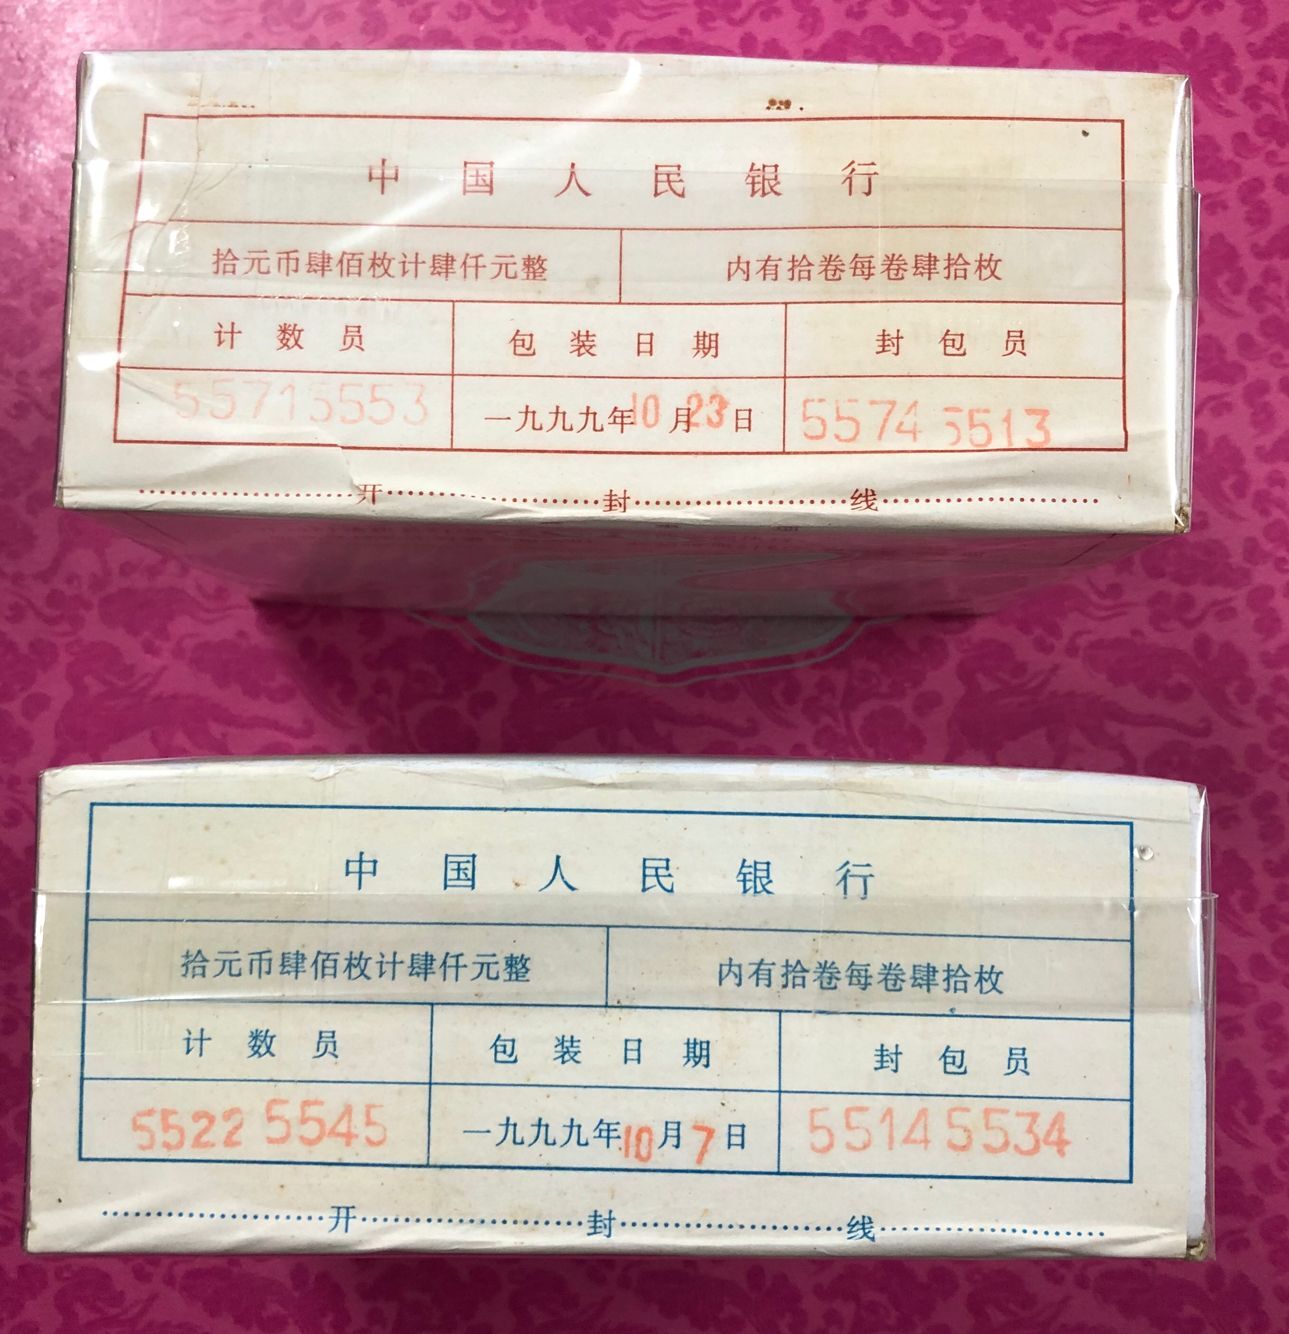 中国人民银行
拾元币肆佰枚计肆仟元整 内有拾卷每卷肆拾枚
计数员 包装日期 封包员
55715553 一九九九年10月23日 55745513
开封线
中国人民银行
拾元币肆佰枚计肆仟元整 内有拾卷每卷肆拾枚
计数员 包装日期 封包员
5522 5545 一九九九年10月7日 55145534
开封线